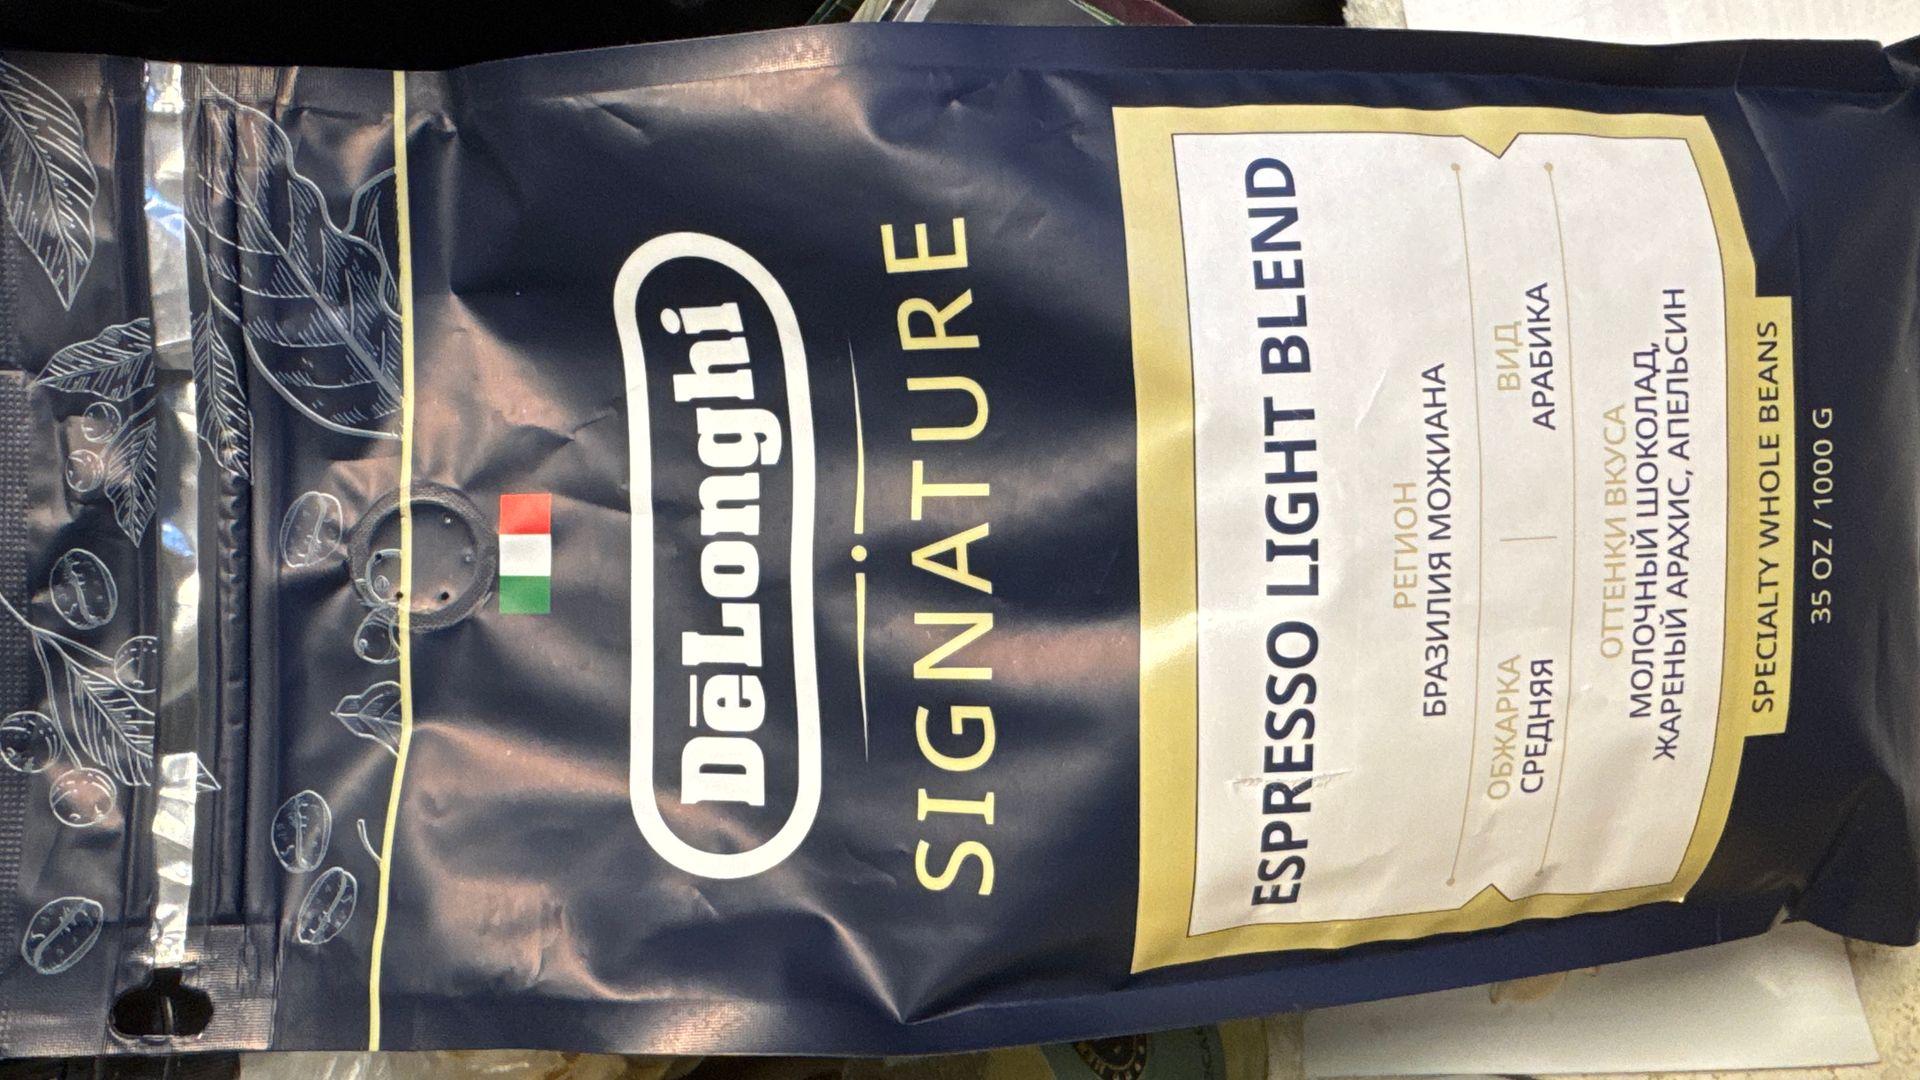 DeLonghi
SIGNATURE
ESPRESSO LIGHT BLEND
РЕГИОН
БРАЗИЛИЯ МОЖИАНА
ОБЖАРКА
СРЕДНЯЯ
ВИД
АРАБИКА
ОТТЕНКИ ВКУСА
МОЛОЧНЫЙ ШОКОЛАД,
ЖАРЕНЫЙ АРАХИС, АПЕЛЬСИН
SPECIALTY WHOLE BEANS
35 OZ / 1000 G